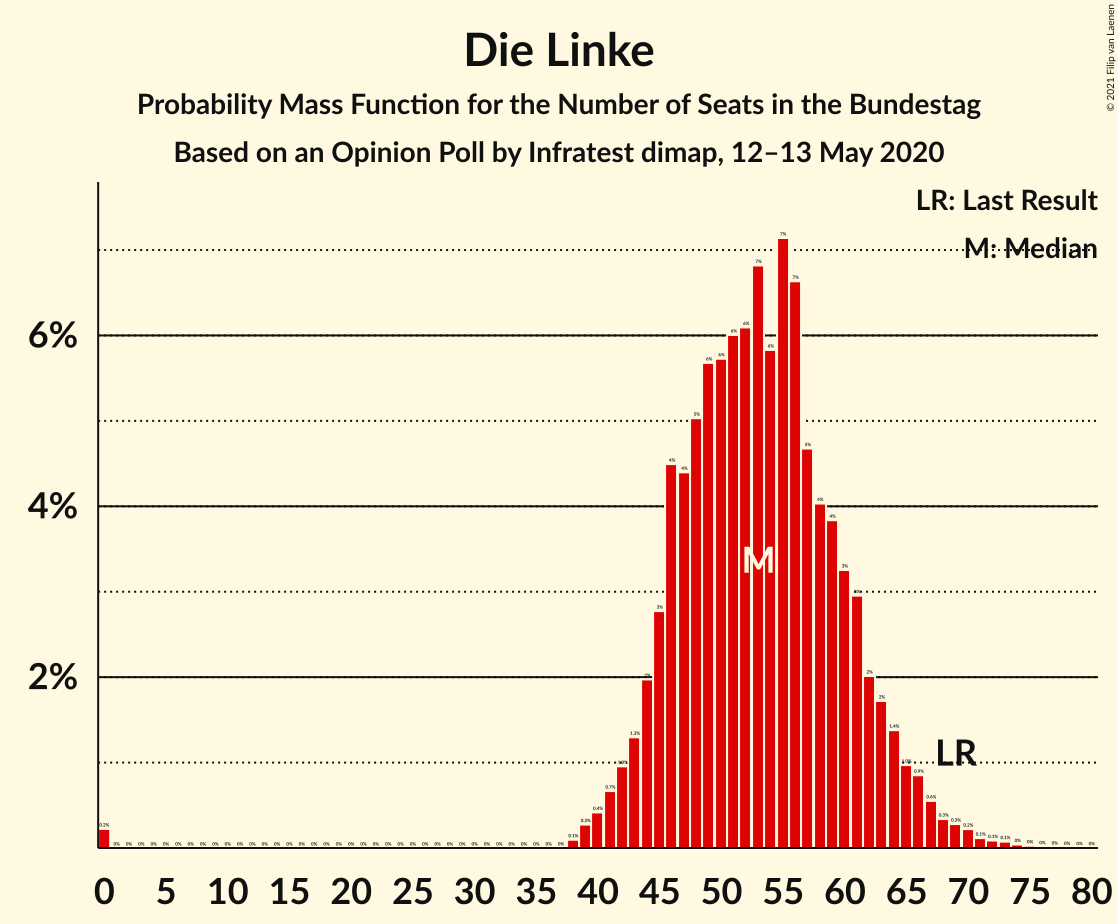 Die Linke
Probability Mass Function for the Number of Seats in the Bundestag
Based on an Opinion Poll by Infratest dimap, 12–13 May 2020
© 2021 Filip van Laenen
LR: Last Result
M: Median
6%
4%
2%
M
LR
0 5 10 15 20 25 30 35 40 45 50 55 60 65 70 75 80